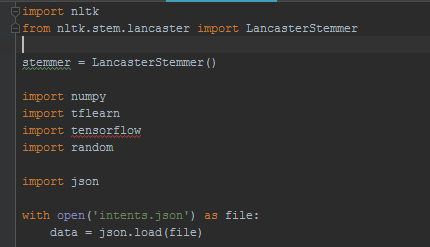 import nltk
from nltk.stem.lancaster import LancasterStemmer
stemmer = LancasterStemmer()
import numpy
import tflearn
import tensorflow
import random
import json
with open('intents.json') as file:
    data = json.load(file)